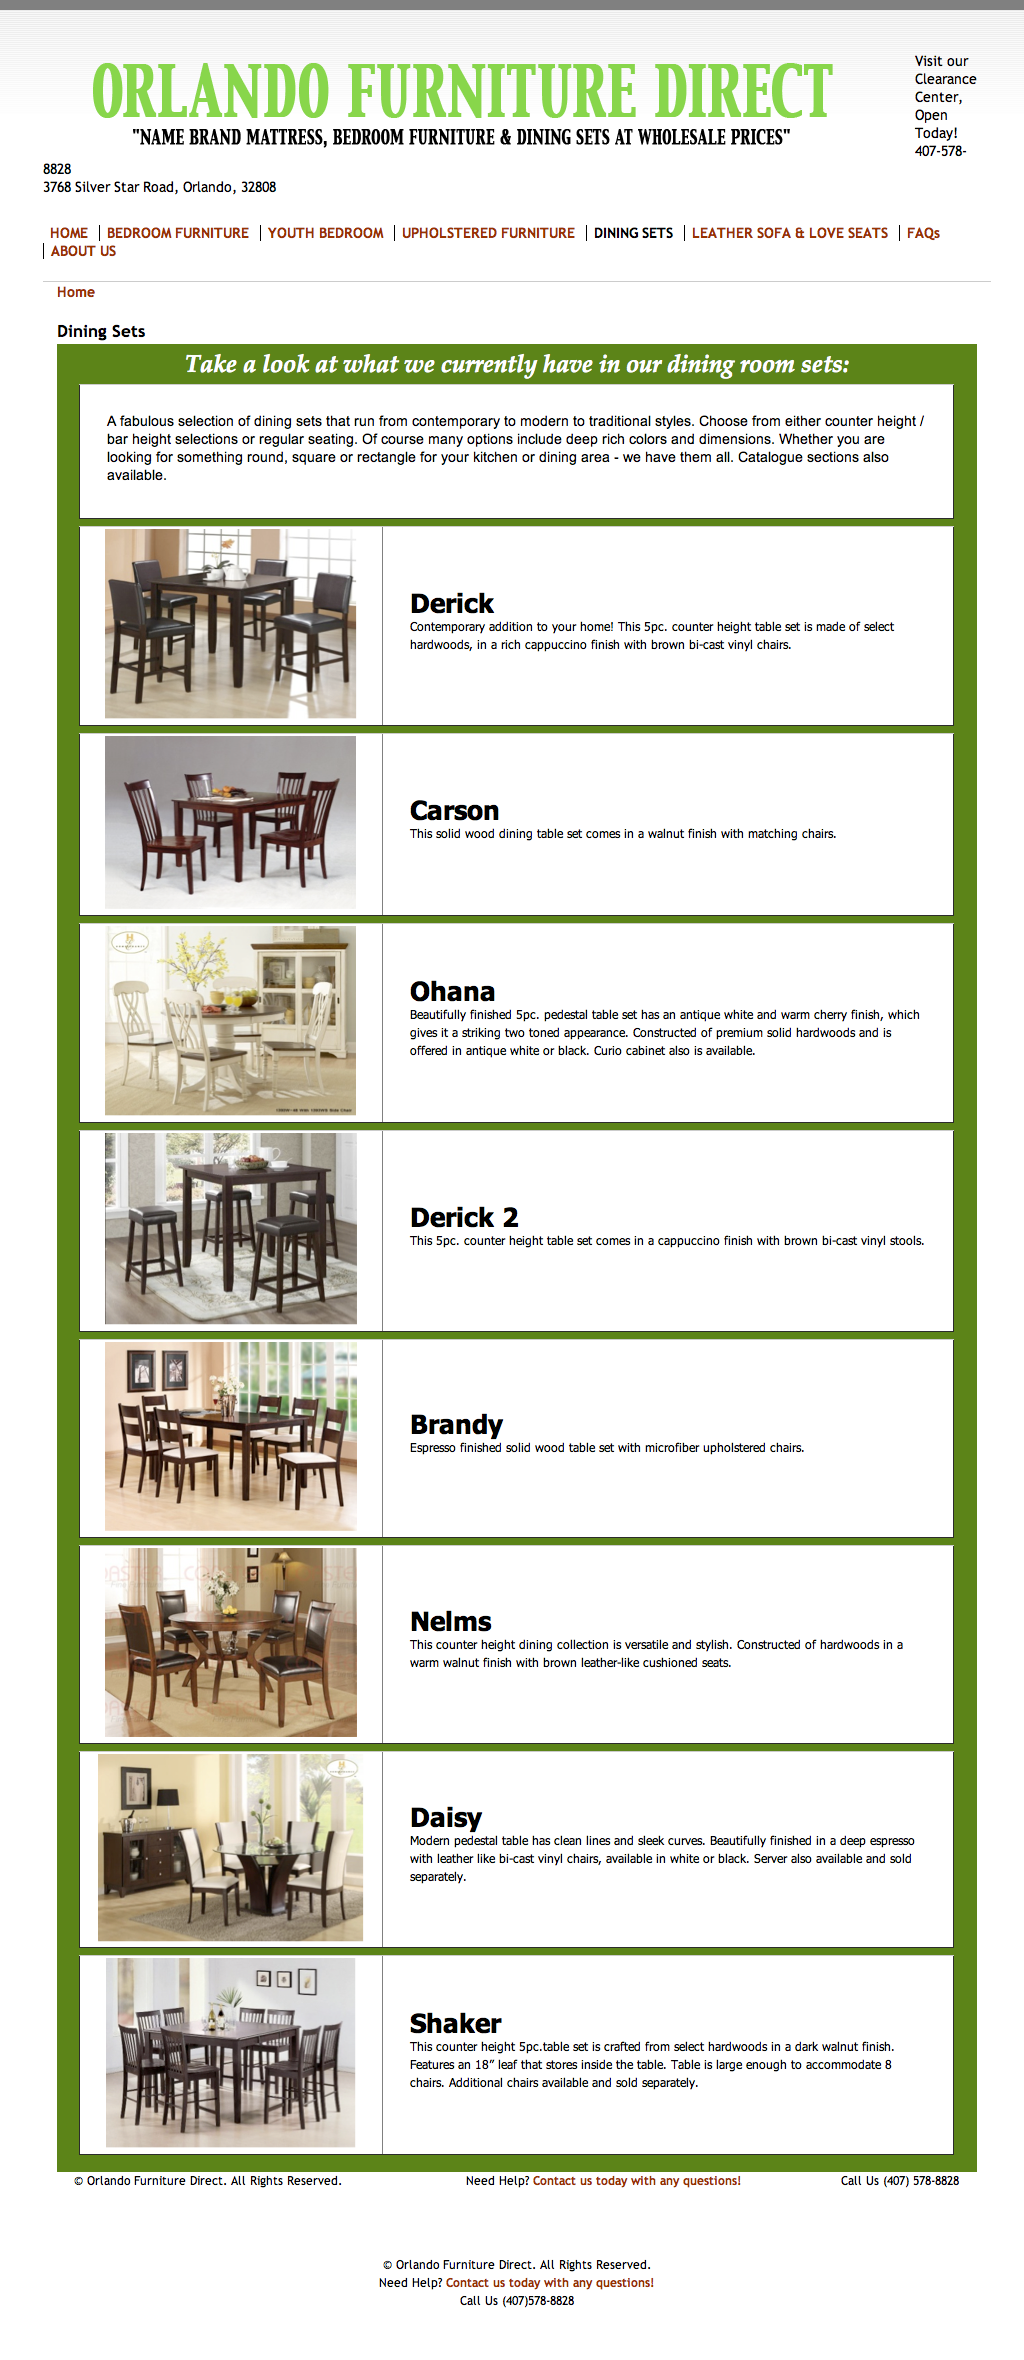 ORLANDO FURNITURE DIRECT
"NAME BRAND MATTRESS, BEDROOM FURNITURE & DINING SETS AT WHOLESALE PRICES"
Visit our
Clearance
Center,
Open
Today!
407-578-
8828
3768 Silver Star Road, Orlando, 32808
HOME | BEDROOM FURNITURE | YOUTH BEDROOM | UPHOLSTERED FURNITURE | DINING SETS | LEATHER SOFA & LOVE SEATS | FAQs
| ABOUT US
Home
Dining Sets
Take a look at what we currently have in our dining room sets:
A fabulous selection of dining sets that run from contemporary to modern to traditional styles. Choose from either counter height /
bar height selections or regular seating. Of course many options include deep rich colors and dimensions. Whether you are
looking for something round, square or rectangle for your kitchen or dining area - we have them all. Catalogue sections also
available.
Derick
Contemporary addition to your home! This 5pc. counter height table set is made of select
hardwoods, in a rich cappuccino finish with brown bi-cast vinyl chairs.
Carson
This solid wood dining table set comes in a walnut finish with matching chairs.
Ohana
Beautifully finished 5pc. pedestal table set has an antique white and warm cherry finish, which
gives it a striking two toned appearance. Constructed of premium solid hardwoods and is
offered in antique white or black. Curio cabinet also is available.
Derick 2
This 5pc. counter height table set comes in a cappuccino finish with brown bi-cast vinyl stools.
Brandy
Espresso finished solid wood table set with microfiber upholstered chairs.
Nelms
This counter height dining collection is versatile and stylish. Constructed of hardwoods in a
warm walnut finish with brown leather-like cushioned seats.
Daisy
Modern pedestal table has clean lines and sleek curves. Beautifully finished in a deep espresso
with leather like bi-cast vinyl chairs, available in white or black. Server also available and sold
separately.
Shaker
This counter height 5pc.table set is crafted from select hardwoods in a dark walnut finish.
Features an 18” leaf that stores inside the table. Table is large enough to accommodate 8
chairs. Additional chairs available and sold separately.
© Orlando Furniture Direct. All Rights Reserved. Need Help? Contact us today with any questions! Call Us (407) 578-8828
© Orlando Furniture Direct. All Rights Reserved.
Need Help? Contact us today with any questions!
Call Us (407)578-8828